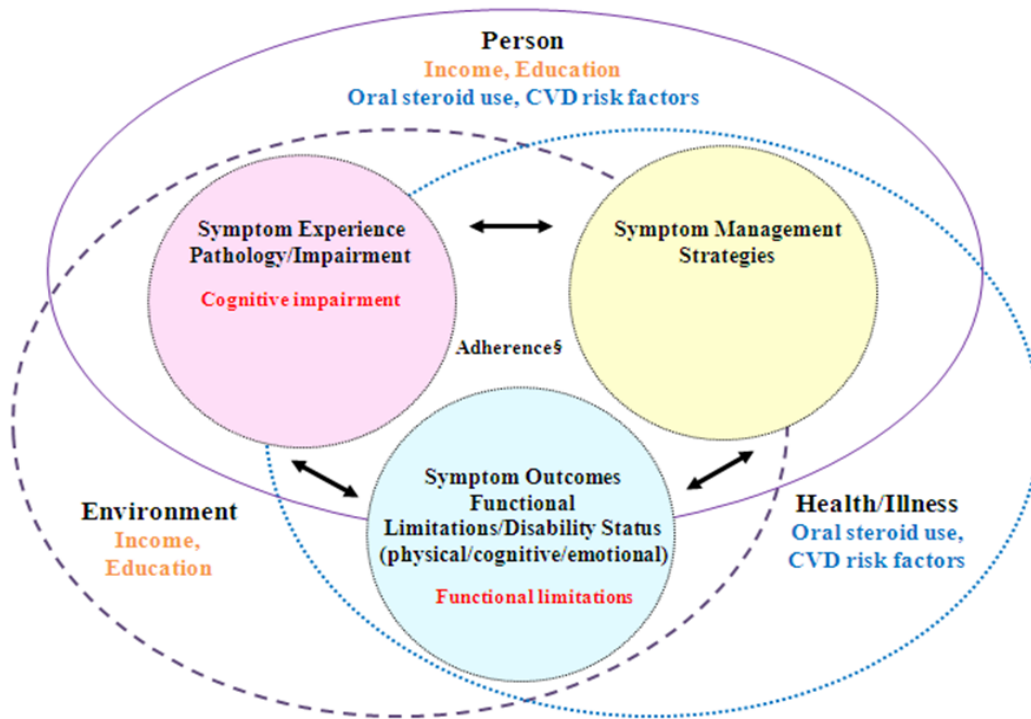 Person
Income, Education
Oral steroid use, CVD risk factors
Symptom Experience
Pathology/Impairment
Cognitive impairment
Symptom Management
Strategies
Adherence§
Symptom Outcomes
Functional
Limitations/Disability Status
(physical/cognitive/emotional)
Functional limitations
Environment
Income,
Education
Health/Illness
Oral steroid use,
CVD risk factors